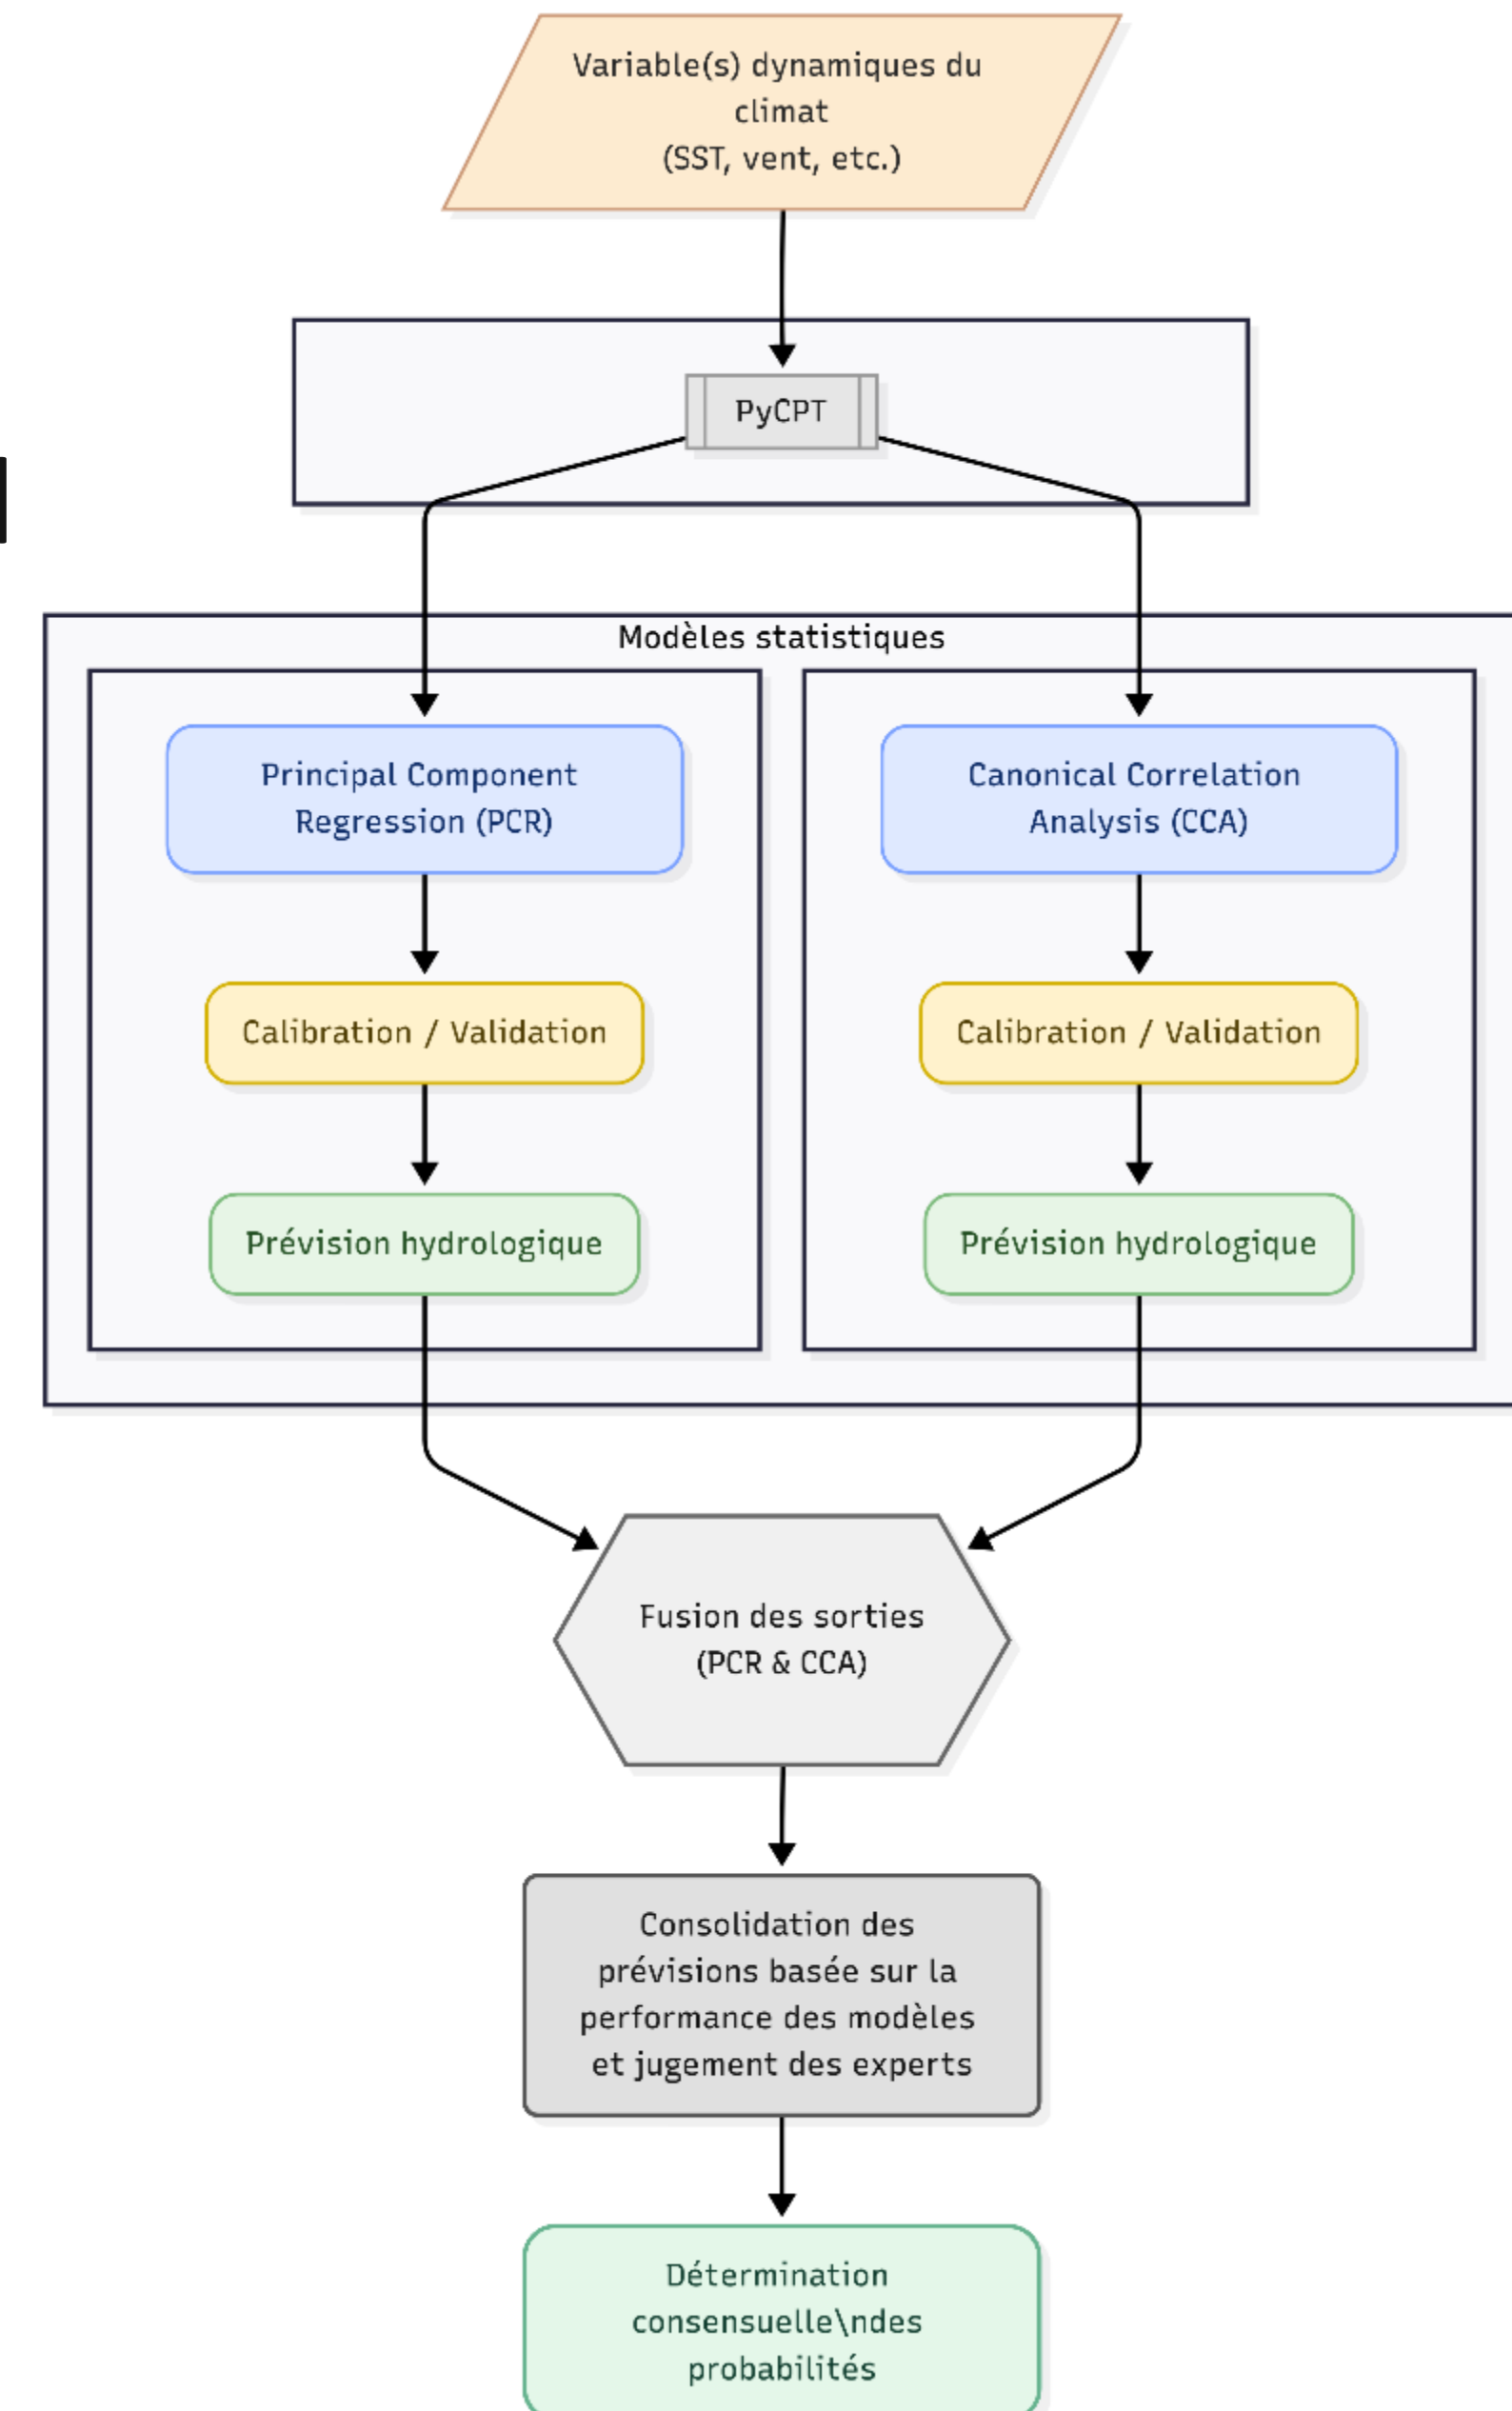 Variable(s) dynamiques du
climat
(SST, vent, etc.)
PyCPT
Modèles statistiques
Principal Component
Regression (PCR)
Calibration / Validation
Prévision hydrologique
Canonical Correlation
Analysis (CCA)
Calibration / Validation
Prévision hydrologique
Fusion des sorties
(PCR & CCA)
Consolidation des
prévisions basée sur la
performance des modèles
et jugement des experts
Détermination
consensuelle\ndes
probabilités